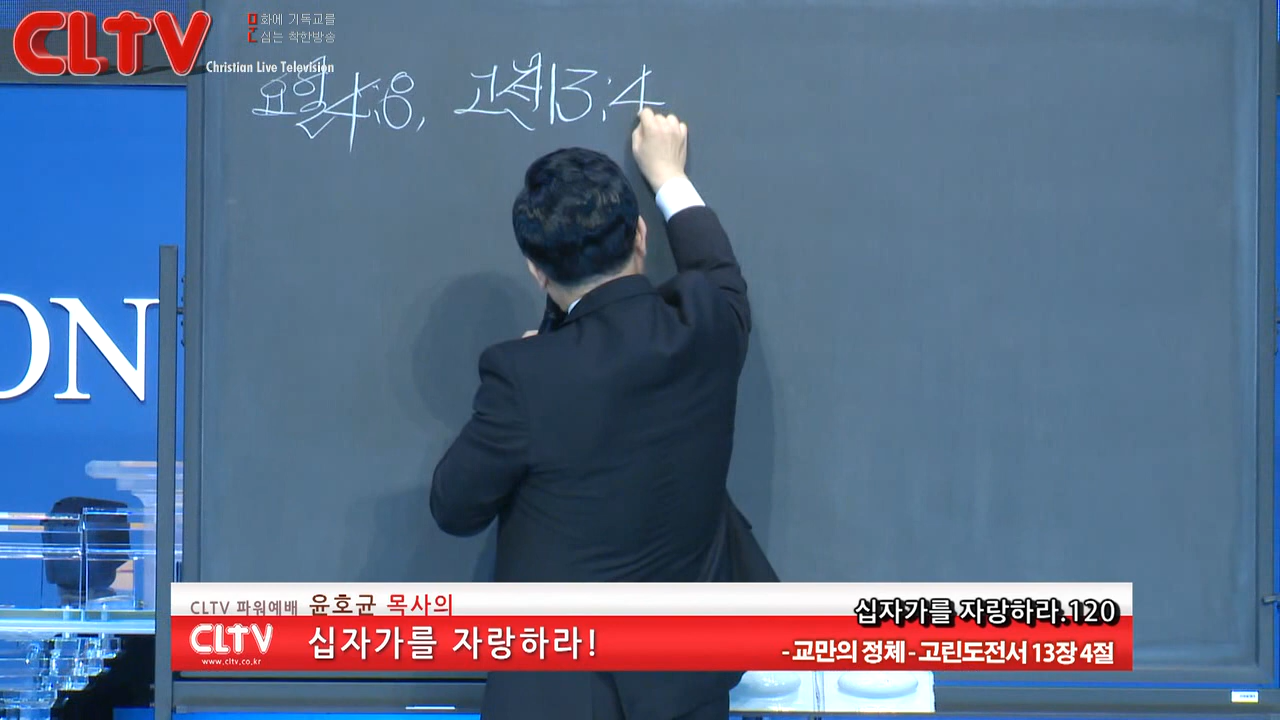 CLTV
문화에 기독교를
심는 착한방송
Christian Live Television
요일4:8, 고전13:4
ON
CLTV 파워예배 윤호균 목사의
십자가를 자랑하라.120
CLTV
www.cltv.co.kr
십자가를 자랑하라!
- 교만의 정체 - 고린도전서 13장 4절